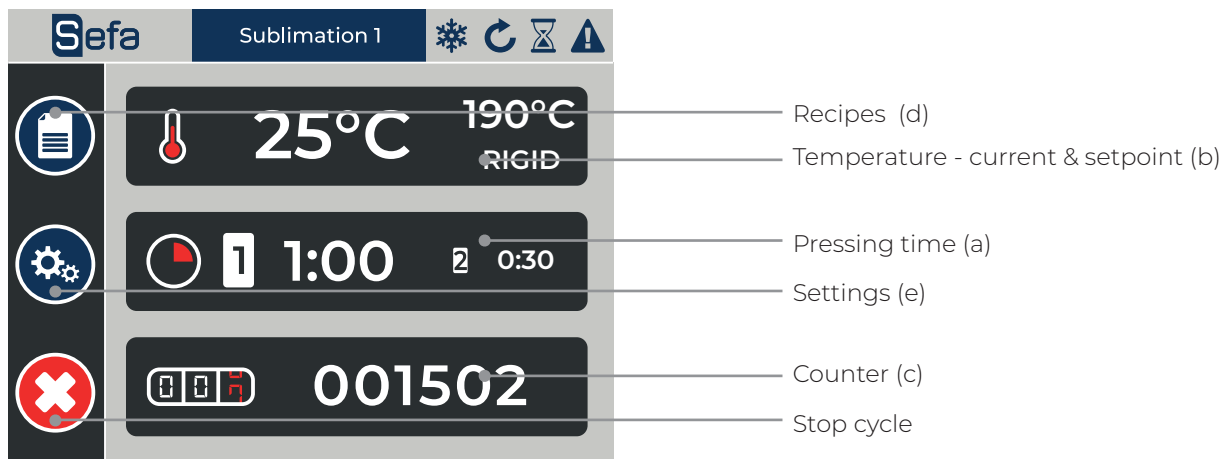 Sefa
Sublimation 1
25°C
190°C
RIGID
1 1:00 2 0:30
001502
Recipes (d)
Temperature - current & setpoint (b)
Pressing time (a)
Settings (e)
Counter (c)
Stop cycle